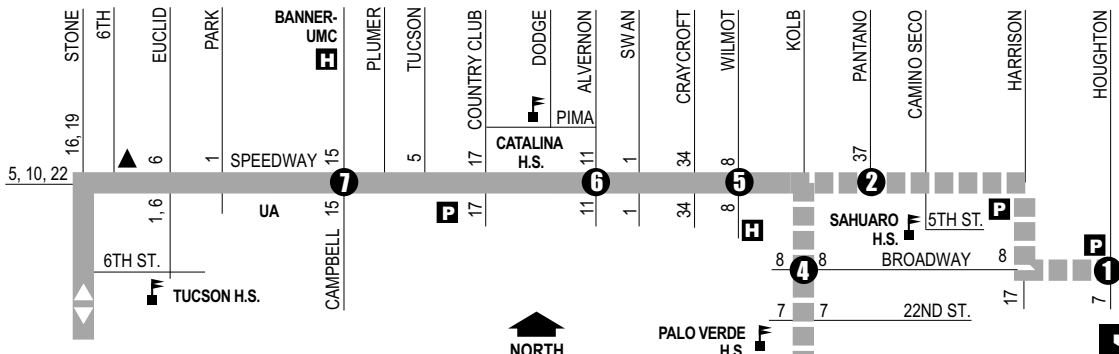 STONE
6TH
EUCLID
PARK
BANNER-
UMC
H
PLUMER
TUCSON
COUNTRY CLUB
DODGE
ALVERNON
SWAN
CRAYCROFT
WILMOT
KOLB
PANTANO
CAMINO SECO
HARRISON
HOUGHTON
PIMA
CATALINA
H.S.
16, 19
6
1
SPEEDWAY
15
5
17
11
1
34
8
37
5, 10, 22
7
6
5
2
1, 6
UA
15
CAMPBELL
P
17
11
1
34
8
H
SAHUARO
H.S.
5TH ST.
P
P
6TH ST.
TUCSON H.S.
8
4
8
BROADWAY
8
1
17
7
7
7
22ND ST.
NORTH
PALO VERDE
H.S.